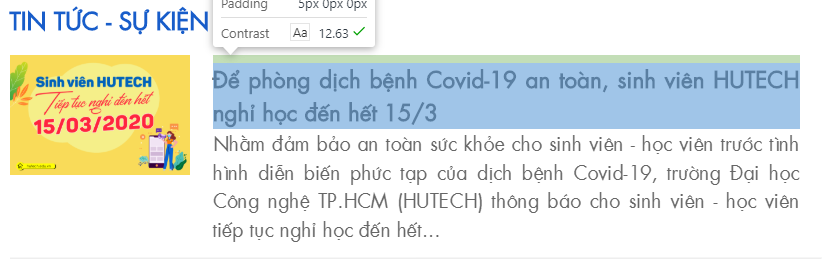 TIN TỨC - SỰ KIỆN
Padding 5px 0px 0px
Contrast Aa 12.63
Sinh viên HUTECH
Tiếp tục nghỉ đến hết
15/03/2020
Để phòng dịch bệnh Covid-19 an toàn, sinh viên HUTECH
nghỉ học đến hết 15/3
Nhằm đảm bảo an toàn sức khỏe cho sinh viên - học viên trước tình
hình diễn biến phức tạp của dịch bệnh Covid-19, trường Đại học
Công nghệ TP.HCM (HUTECH) thông báo cho sinh viên - học viên
tiếp tục nghỉ học đến hết...